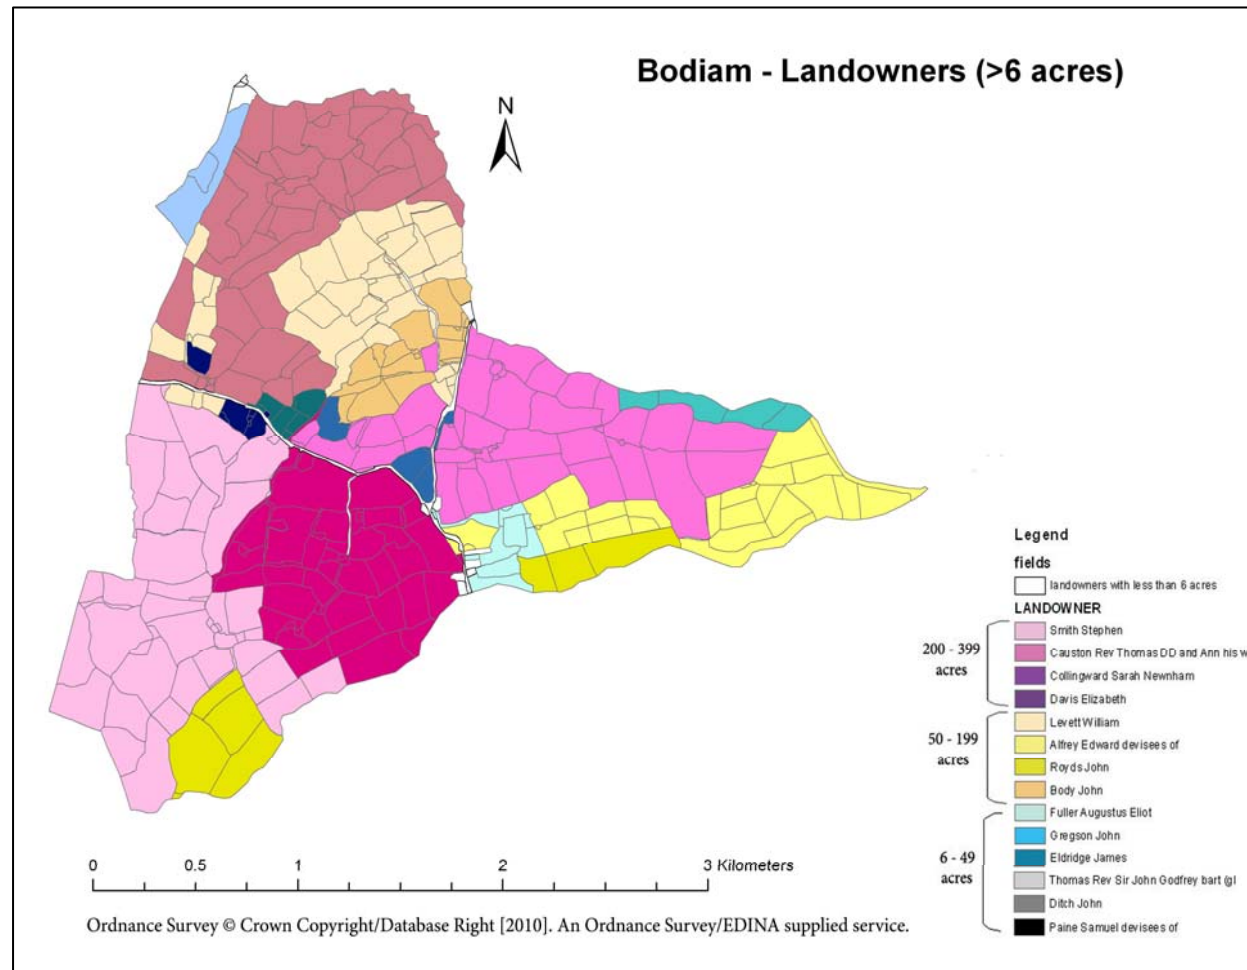 Bodiam - Landowners (>6 acres)
N
Legend
fields
landowners with less than 6 acres
LANDOWNER
200 - 399
acres
Smith Stephen
Causton Rev Thomas DD and Ann his w
Collingward Sarah Newnham
Davis Elizabeth
50 - 199
acres
Levett William
Alfrey Edward devisees of
Royds John
Body John
6 - 49
acres
Fuller Augustus Eliot
Gregson John
Eldridge James
Thomas Rev Sir John Godfrey bart (gl
Ditch John
Paine Samuel devisees of
0 0.5 1 2 3 Kilometers
Ordnance Survey © Crown Copyright/Database Right [2010]. An Ordnance Survey/EDINA supplied service.